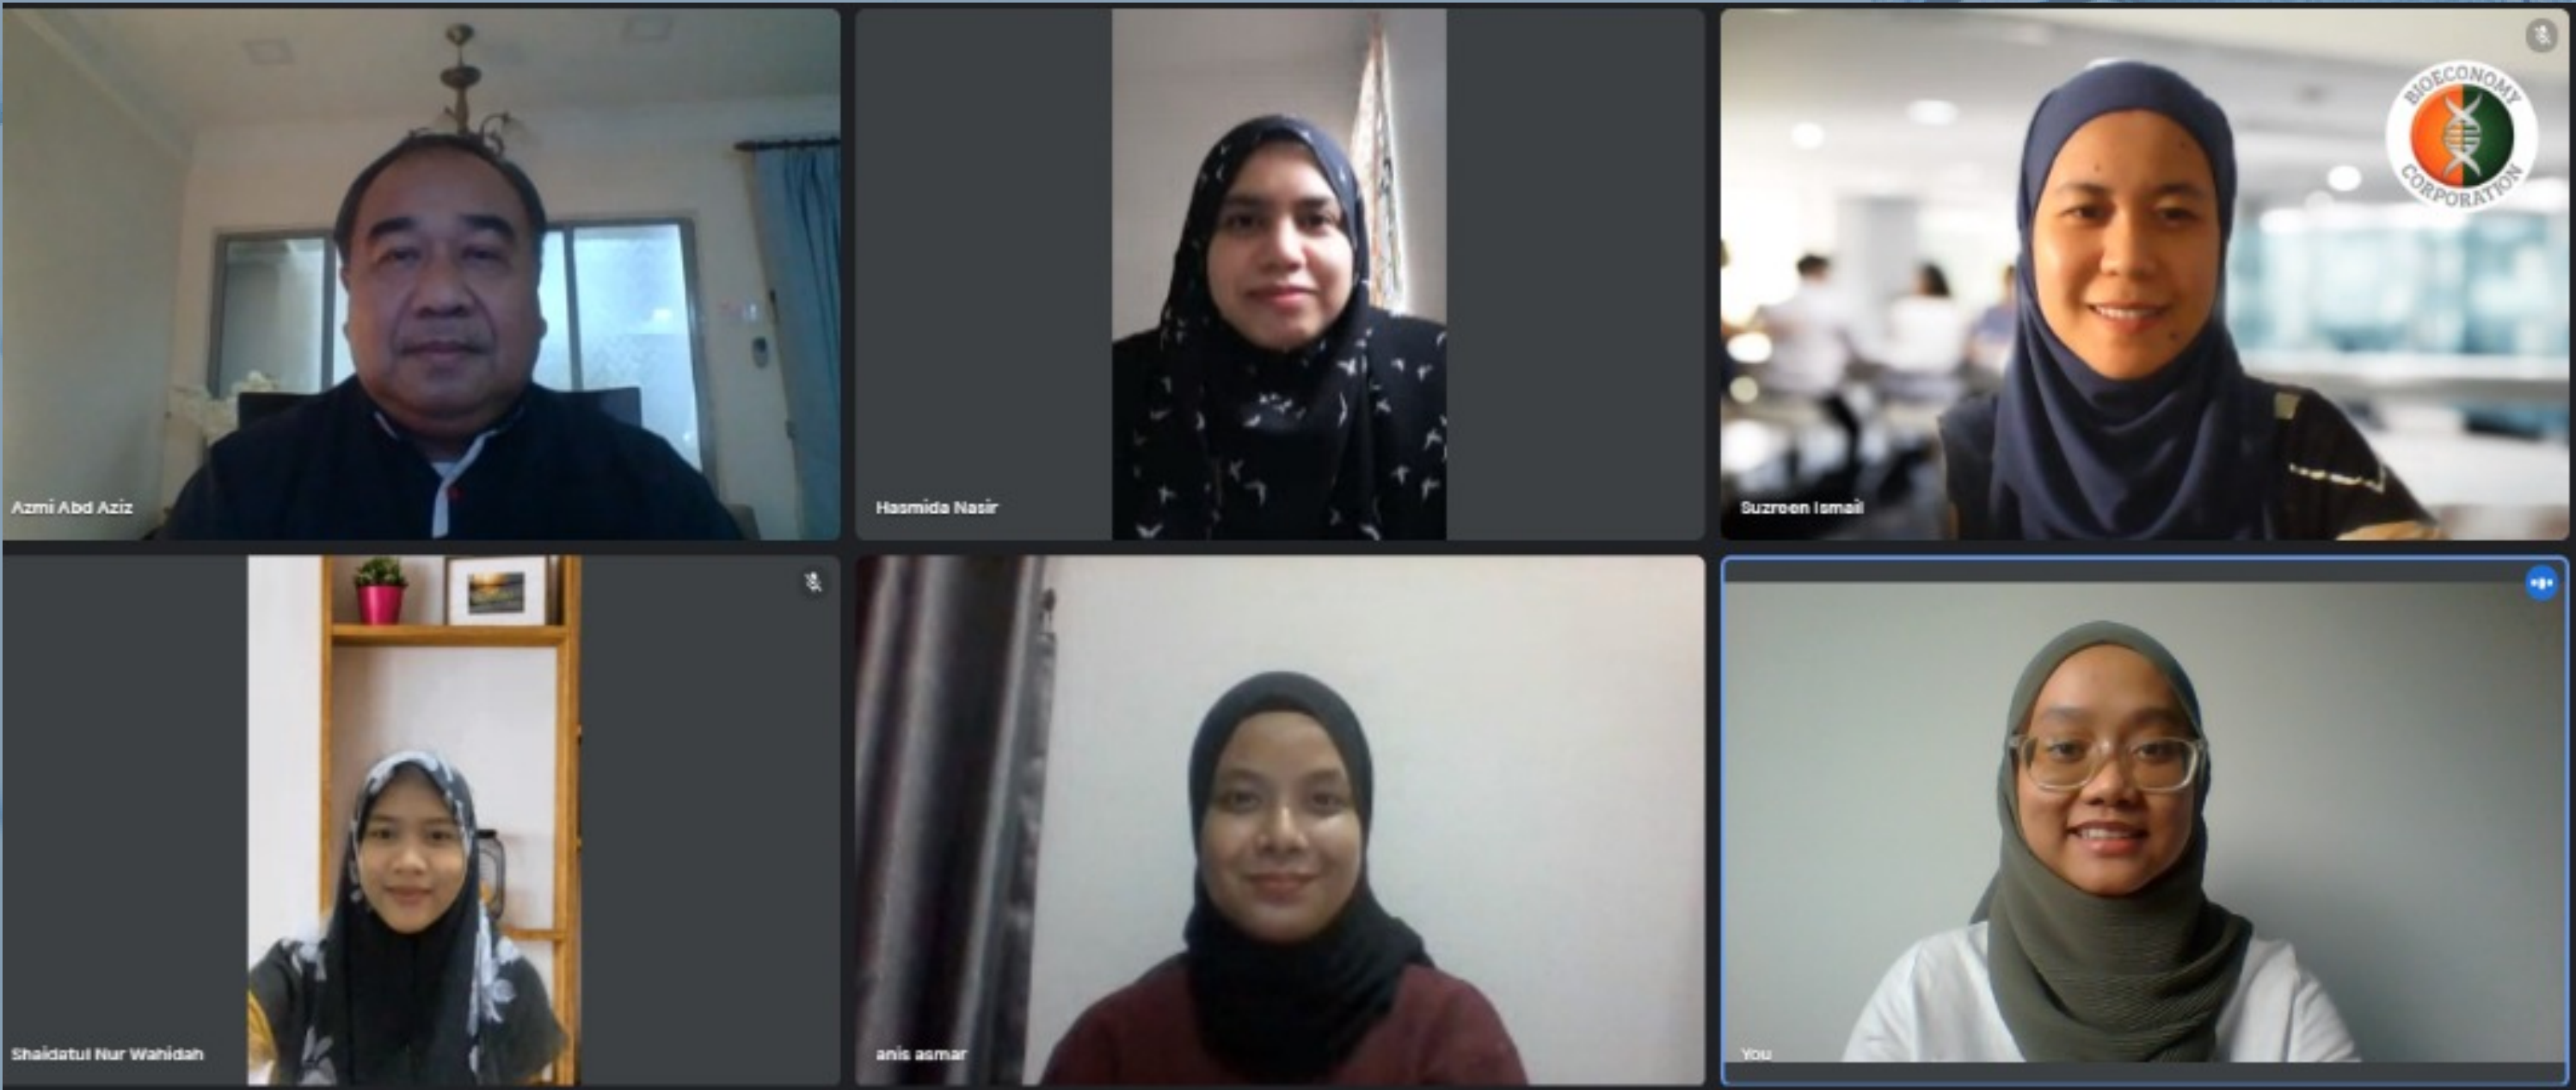 BIOECONOMY
CORPORATION
Azmi Abd Aziz
Hasmida Nasir
Suzreen Ismail
Shaidatul Nur Wahidah
anis asmar
You